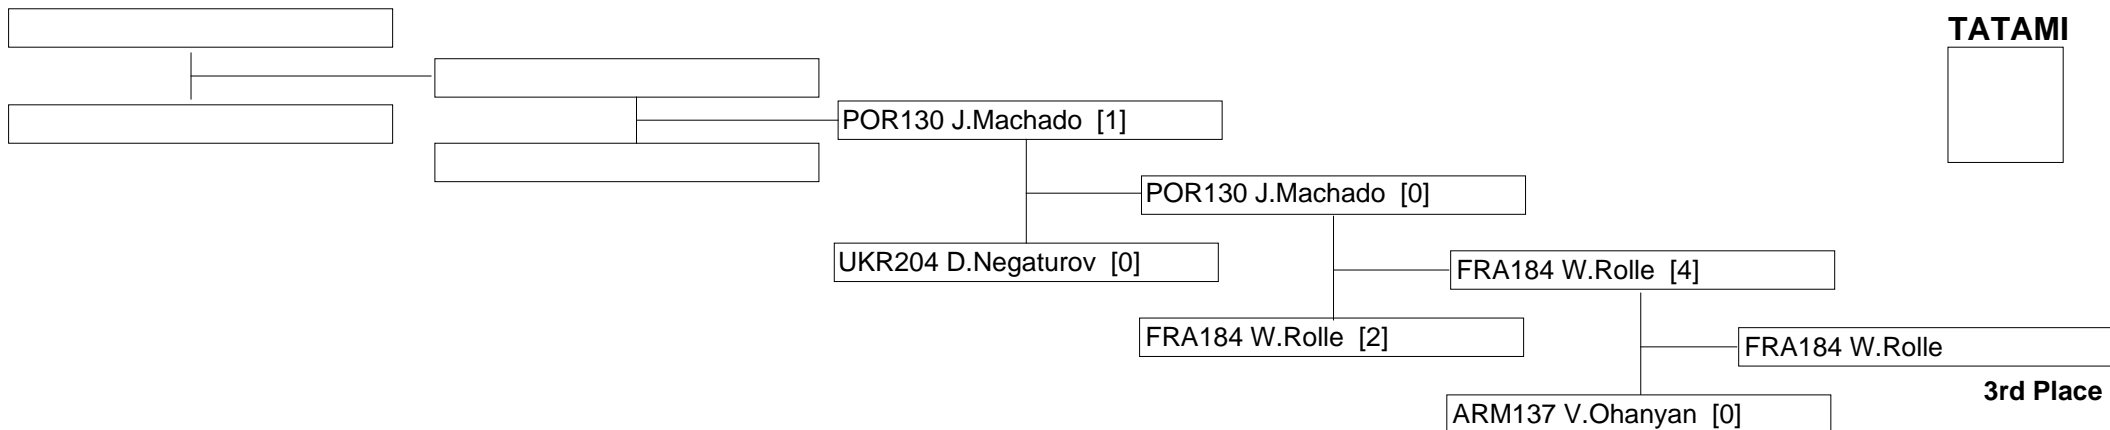 TATAMI
POR130 J.Machado [1]
POR130 J.Machado [0]
UKR204 D.Negaturov [0]
FRA184 W.Rolle [4]
FRA184 W.Rolle [2]
FRA184 W.Rolle
3rd Place
ARM137 V.Ohanyan [0]